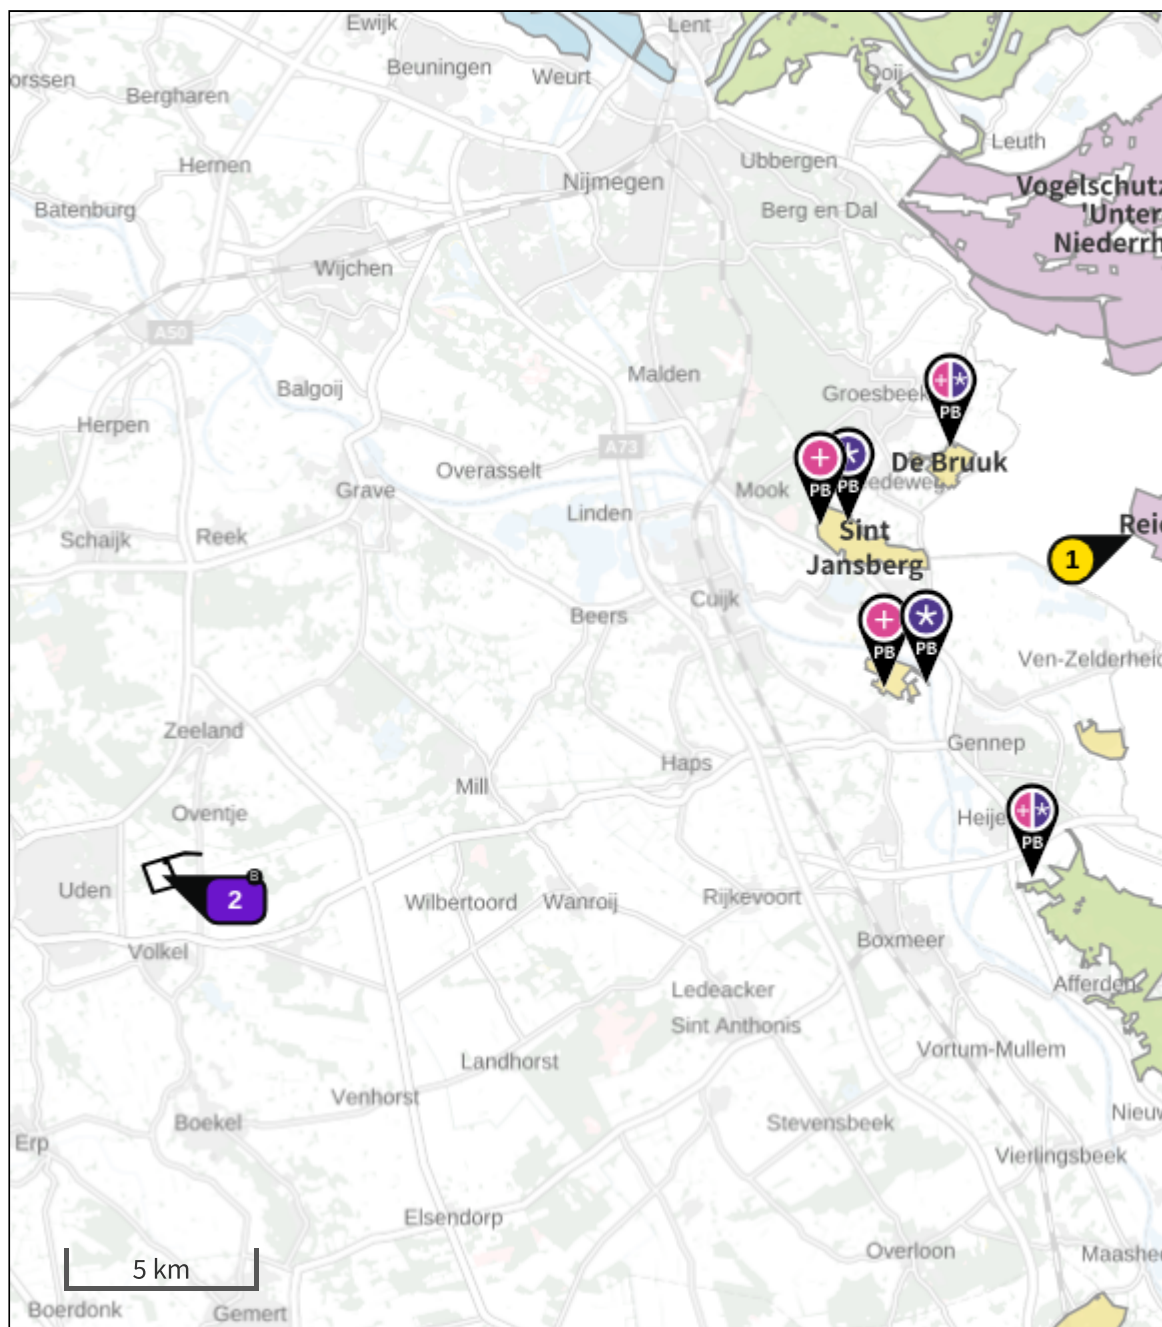 Ewijk
Lent
Beuningen
Weurt
Ooij
orssen
Bergharen
Leuth
Hernen
Ubbergen
Nijmegen
Vogelschutz
'Unter
Niederrh
Batenburg
Berg en Dal
Wijchen
A50
Malden
Balgoij
Groesbeek
+ *
PB
Herpen
A73
Overasselt
De Bruuk
+ *
PB PB
edeweg
Grave
Mook
Linden
Reic
Schaijk
Reek
Sint
Jansberg
1
Beers
Cuijk
+ *
PB PB
Ven-Zelderheid
Zeeland
Gennep
Haps
Mill
Oventje
Heije
+ *
PB
B
2
Uden
Wilbertoord
Wanroij
Rijkevoort
Volkel
Boxmeer
Afferden
Ledeacker
Sint Anthonis
Landhorst
Vortum-Mullem
Venhorst
Boekel
Stevensbeek
Nieuw
Erp
Vierlingsbeek
Elsendorp
Overloon
Maashe
5 km
Boerdonk
Gemert